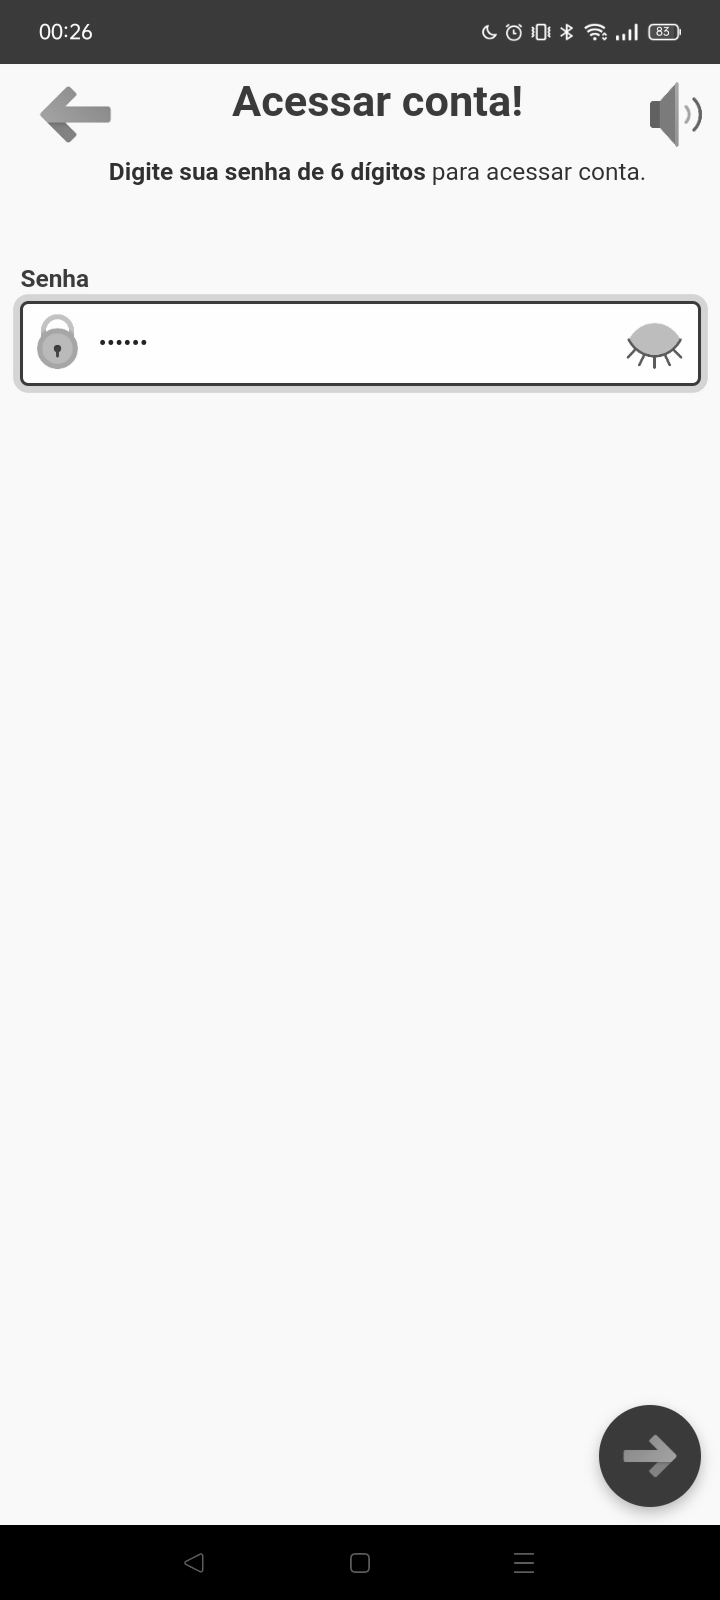 00:26
83
Acessar conta!
Digite sua senha de 6 dígitos para acessar conta.
Senha
••••••